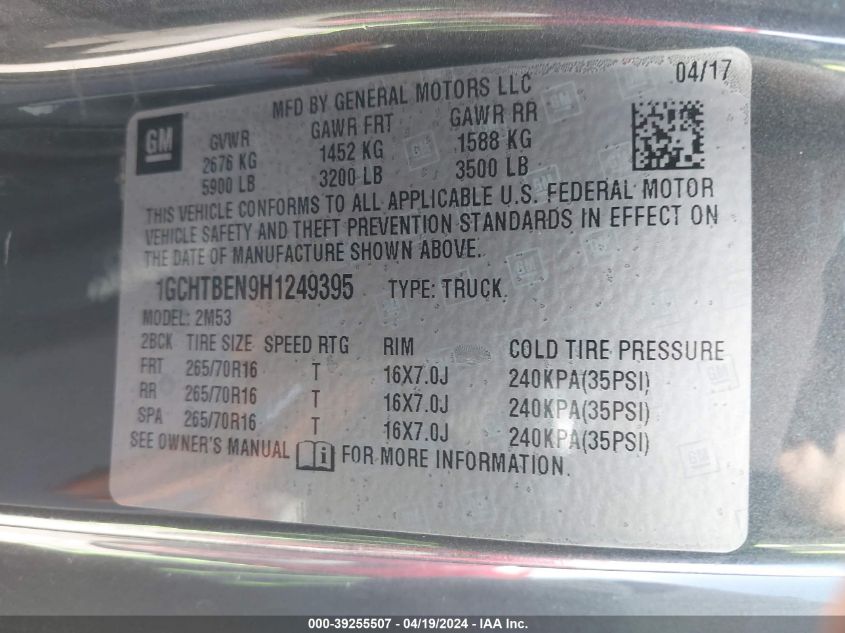 MFD BY GENERAL MOTORS LLC 04/17
GM
GVWR GAWR FRT GAWR RR
2676 KG 1452 KG 1588 KG
5900 LB 3200 LB 3500 LB
THIS VEHICLE CONFORMS TO ALL APPLICABLE U.S. FEDERAL MOTOR
VEHICLE SAFETY AND THEFT PREVENTION STANDARDS IN EFFECT ON
THE DATE OF MANUFACTURE SHOWN ABOVE.
1GCHTBEN9H1249395 TYPE: TRUCK
MODEL: 2M53
2BCK TIRE SIZE SPEED RTG RIM COLD TIRE PRESSURE
FRT 265/70R16 T 16X7.0J 240KPA(35PSI)
RR 265/70R16 T 16X7.0J 240KPA(35PSI)
SPA 265/70R16 T 16X7.0J 240KPA(35PSI)
SEE OWNER'S MANUAL i FOR MORE INFORMATION.
000-39255507 - 04/19/2024 - IAA Inc.